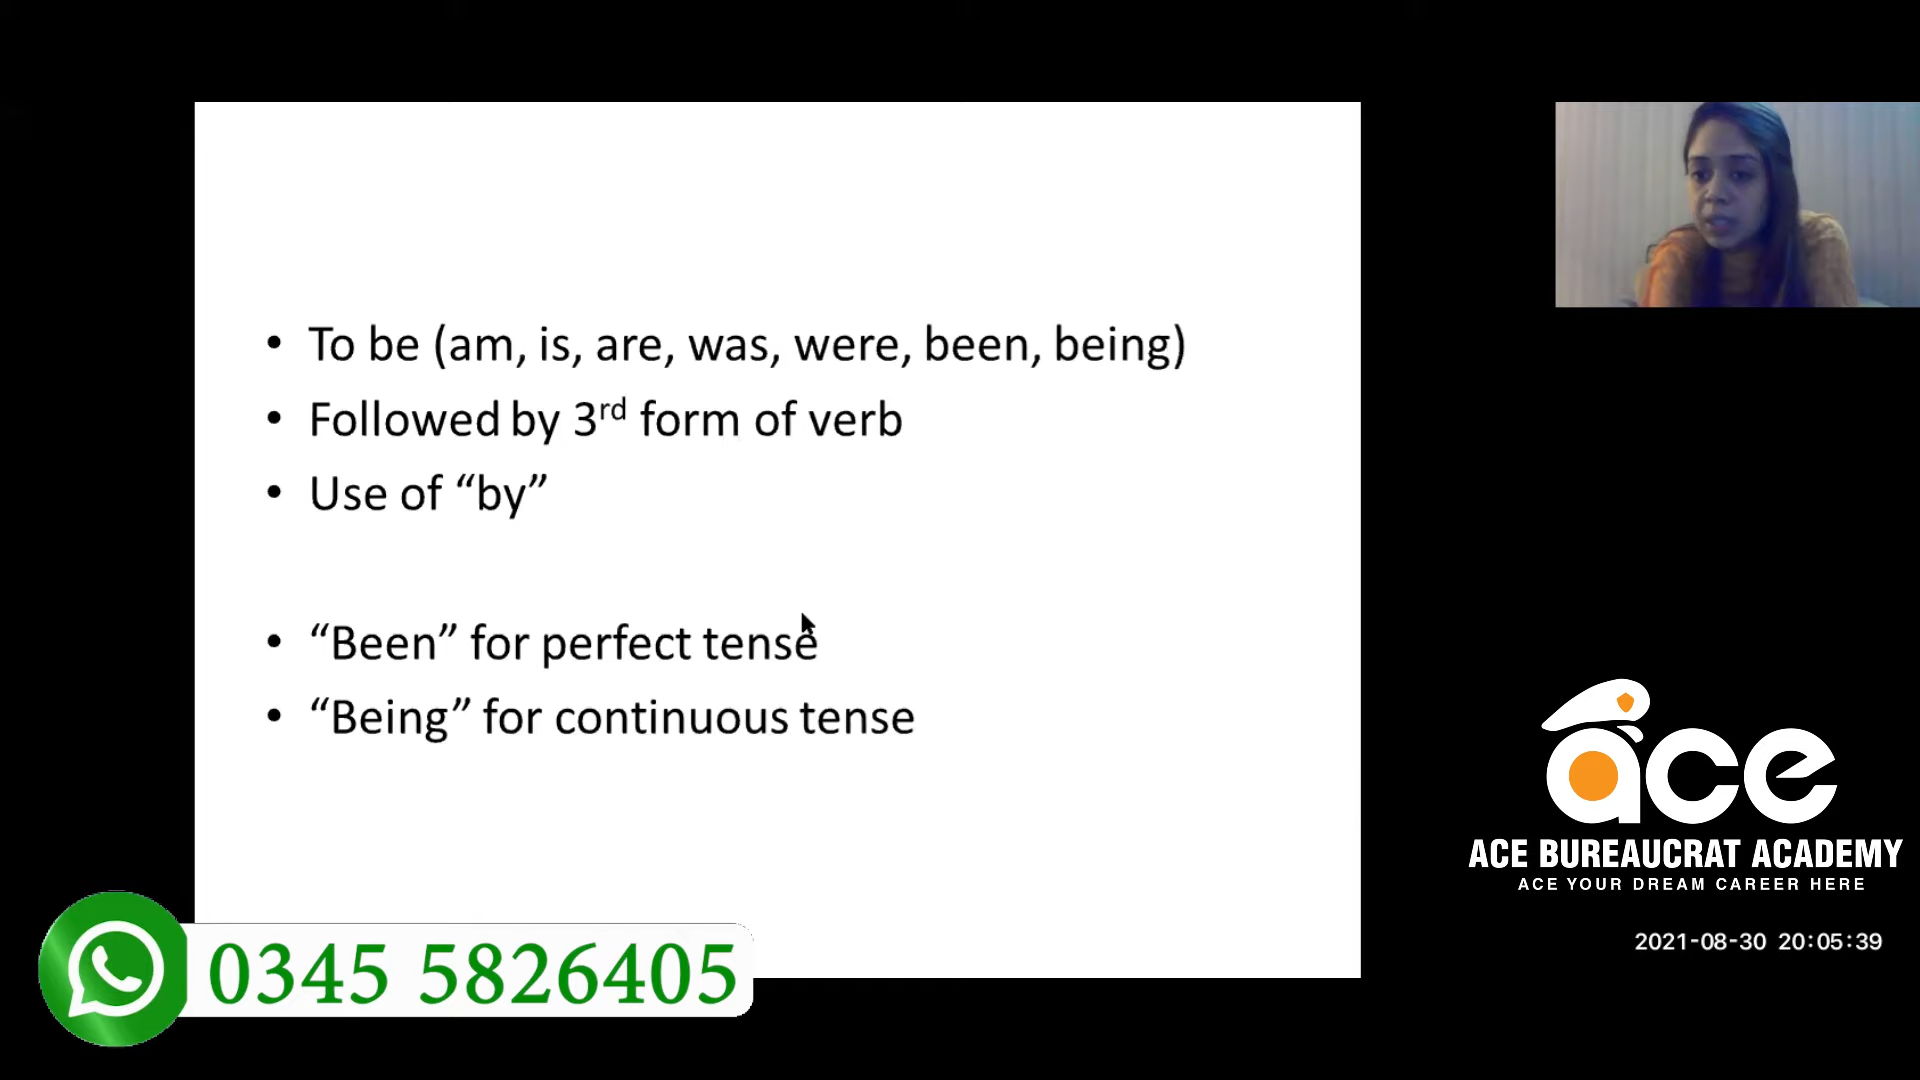 • To be (am, is, are, was, were, been, being)
• Followed by 3rd form of verb
• Use of “by”
• “Been” for perfect tense
• “Being” for continuous tense
ace
ACE BUREAUCRAT ACADEMY
ACE YOUR DREAM CAREER HERE
2021-08-30 20:05:39
0345 5826405